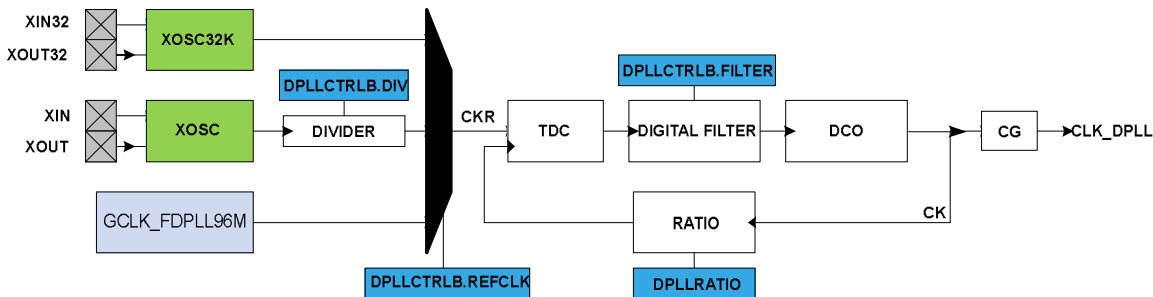 XIN32
XOUT32
XOSC32K
XIN
XOUT
XOSC
DPLLCTRLB.DIV
DIVIDER
GCLK_FDPLL96M
DPLLCTRLB.REFCLK
CKR
TDC
DPLLCTRLB.FILTER
DIGITAL FILTER
DCO
CG
CLK_DPLL
RATIO
CK
DPLLRATIO